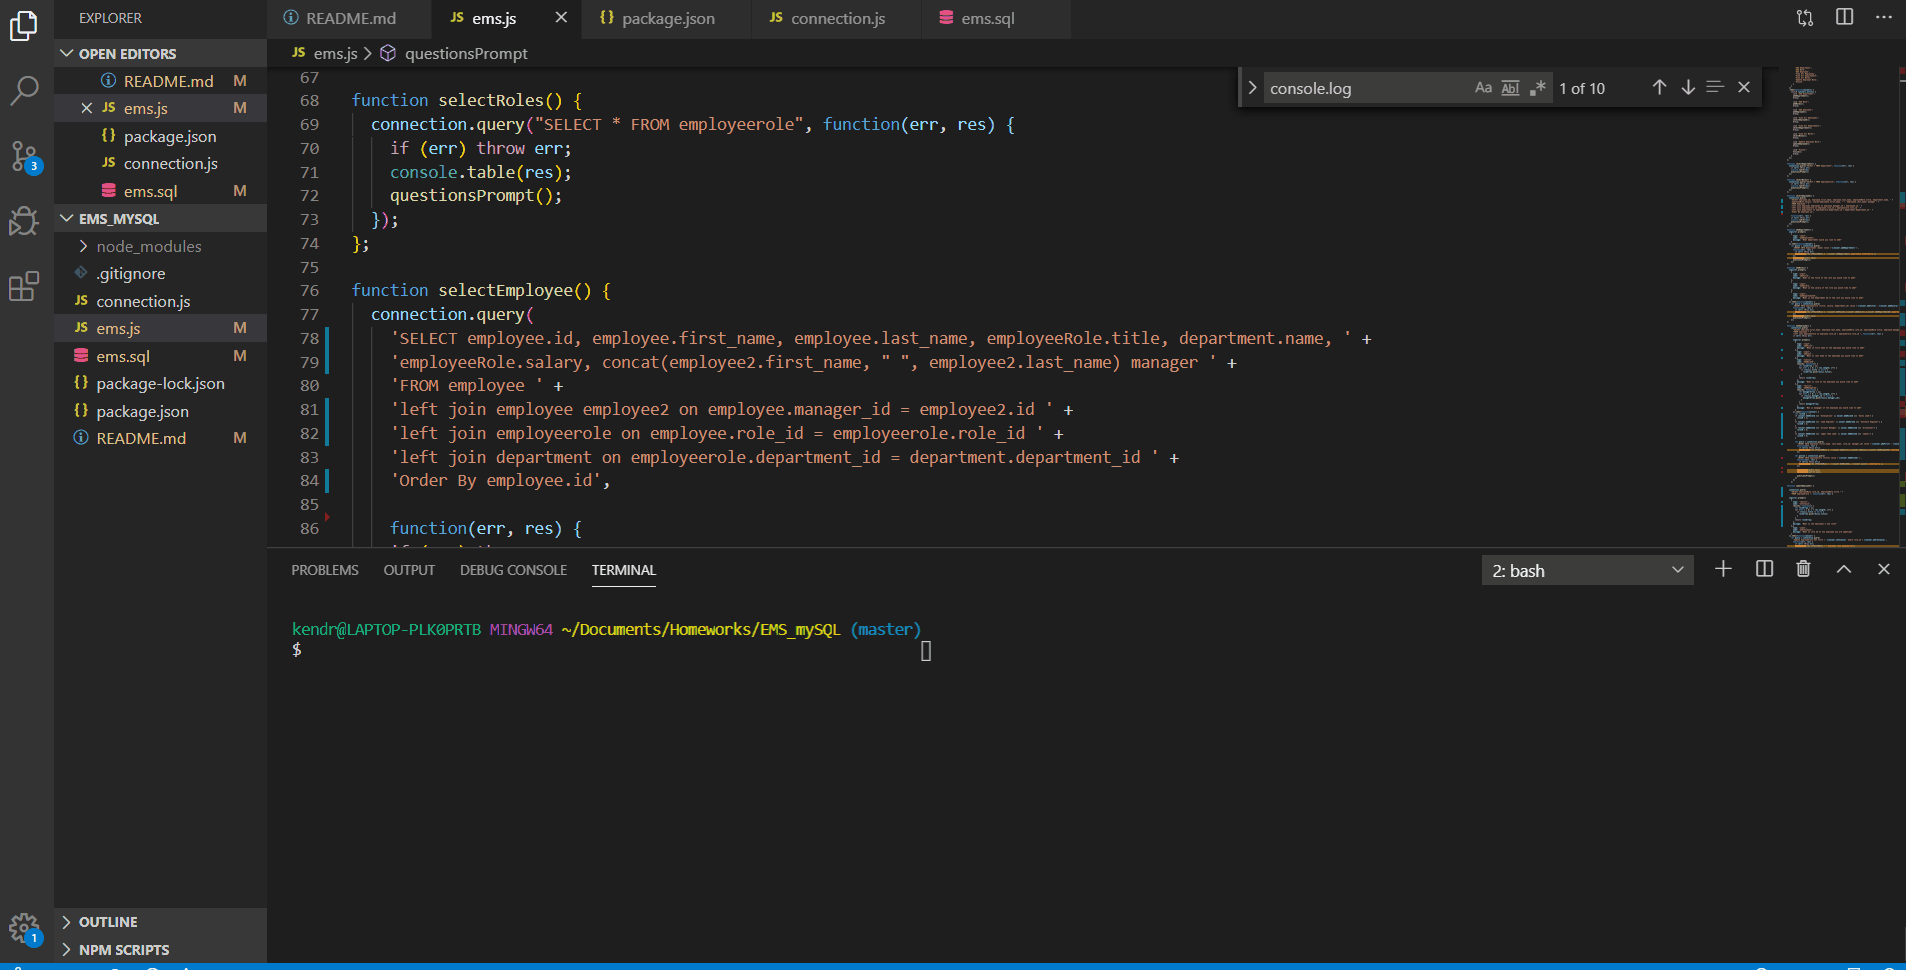 EXPLORER
README.md
JS ems.js
{} package.json
JS connection.js
ems.sql
OPEN EDITORS
README.md M
JS ems.js M
{} package.json
JS connection.js
ems.sql M
EMS_MYSQL
node_modules
.gitignore
JS connection.js
JS ems.js M
ems.sql M
{} package-lock.json
{} package.json
README.md M
OUTLINE
NPM SCRIPTS
3
1
JS ems.js > questionsPrompt
console.log Aa Abl .* 1 of 10
67
68 function selectRoles() {
69 connection.query("SELECT * FROM employeerole", function(err, res) {
70 if (err) throw err;
71 console.table(res);
72 questionsPrompt();
73 });
74 };
75
76 function selectEmployee() {
77 connection.query(
78 'SELECT employee.id, employee.first_name, employee.last_name, employeeRole.title, department.name, ' +
79 'employeeRole.salary, concat(employee2.first_name, " ", employee2.last_name) manager ' +
80 'FROM employee ' +
81 'left join employee employee2 on employee.manager_id = employee2.id ' +
82 'left join employeerole on employee.role_id = employeerole.role_id ' +
83 'left join department on employeerole.department_id = department.department_id ' +
84 'Order By employee.id',
85
86 function(err, res) {
PROBLEMS OUTPUT DEBUG CONSOLE TERMINAL
2: bash
kendr@LAPTOP-PLK0PRTB MINGW64 ~/Documents/Homeworks/EMS_mySQL (master)
$